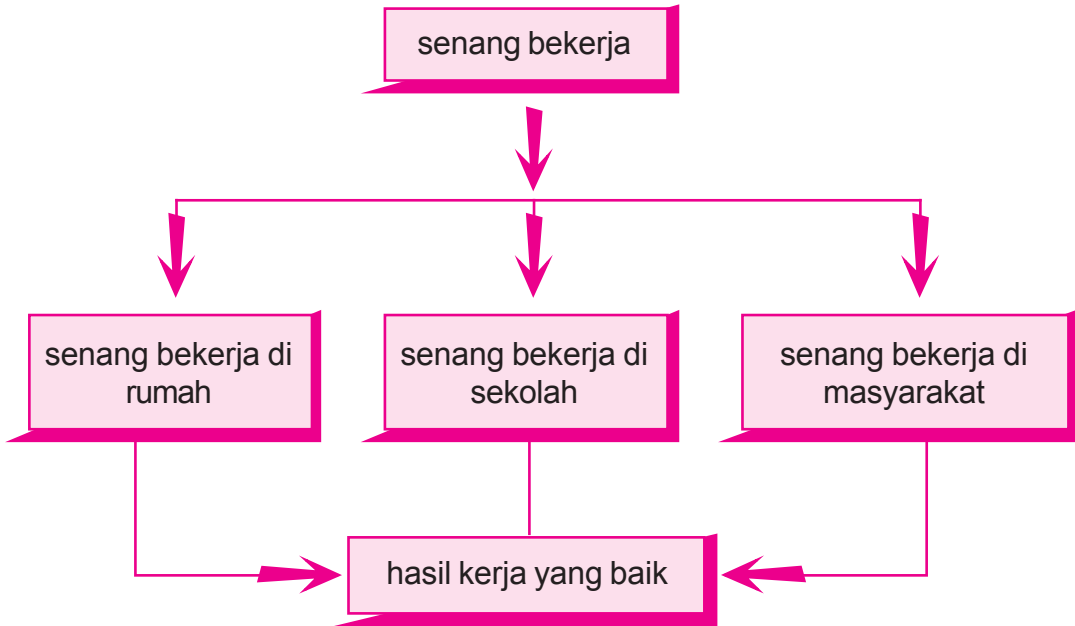 senang bekerja
senang bekerja di
rumah
senang bekerja di
sekolah
senang bekerja di
masyarakat
hasil kerja yang baik